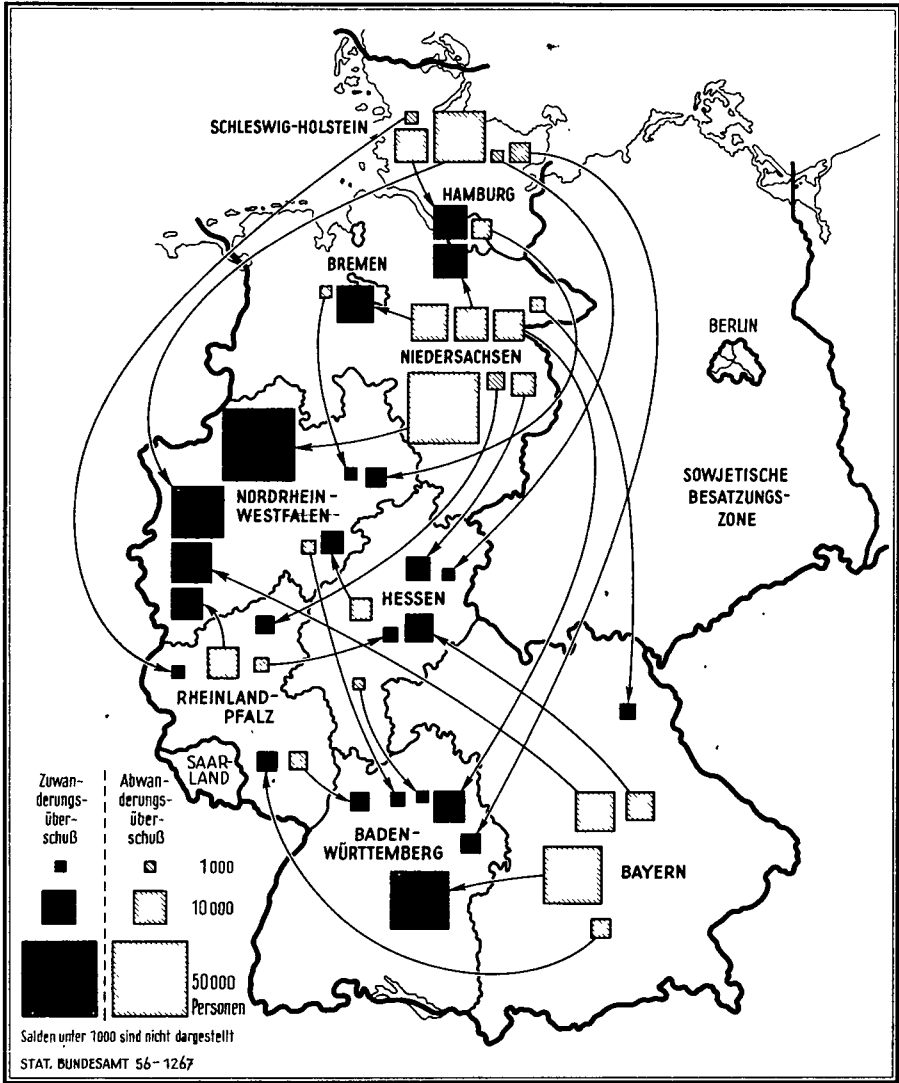 SCHLESWIG-HOLSTEIN
HAMBURG
BREMEN
BERLIN
NIEDERSACHSEN
SOWJETISCHE
BESATZUNGS-
ZONE
NORDRHEIN-
WESTFALEN
HESSEN
RHEINLAND-
PFALZ
SAAR-
LAND
BADEN-
WÜRTTEMBERG
BAYERN
Zuwan-
derungs-
über-
schuß
Abwan-
derungs-
über-
schuß
1000
10 000
50 000
Personen
Salden unter 1000 sind nicht dargestellt
STAT. BUNDESAMT 56-1267